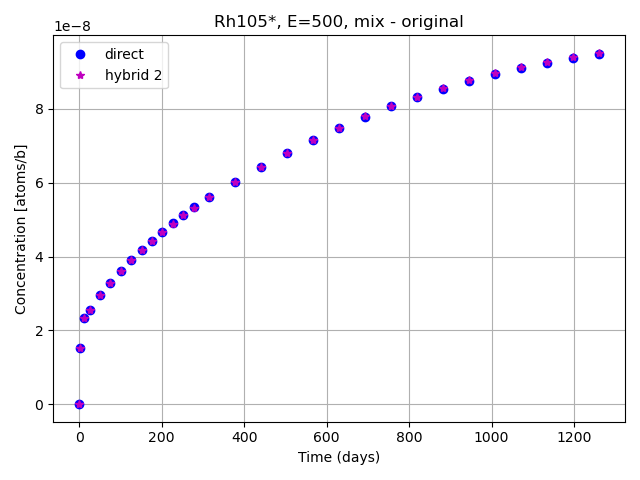 Rh105*, E=500, mix - original
1e−8
direct
hybrid 2
8
6
4
2
0
Concentration [atoms/b]
0 200 400 600 800 1000 1200
Time (days)